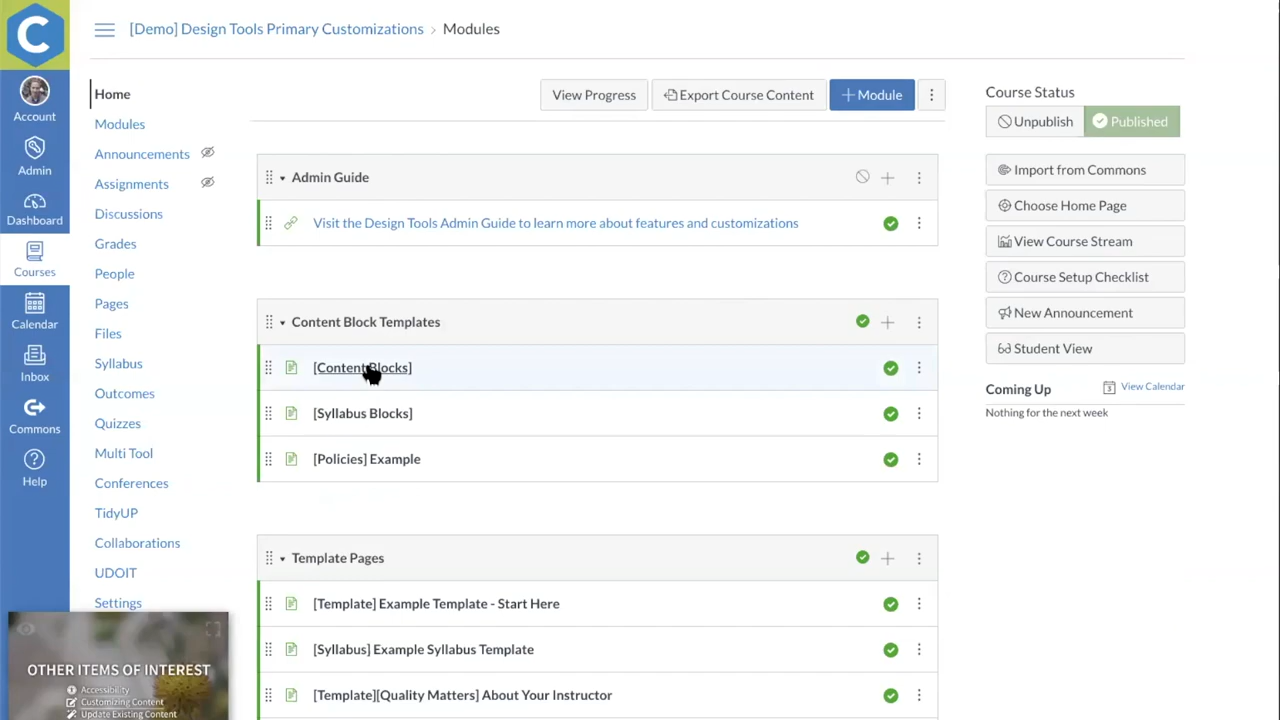 [Demo] Design Tools Primary Customizations › Modules
Account
Admin
Dashboard
Courses
Calendar
Inbox
Commons
Help
Home
Modules
Announcements
Assignments
Discussions
Grades
People
Pages
Files
Syllabus
Outcomes
Quizzes
Multi Tool
Conferences
TidyUP
Collaborations
UDOIT
Settings
View Progress
Export Course Content
+ Module
Admin Guide
Visit the Design Tools Admin Guide to learn more about features and customizations
Content Block Templates
[Content Blocks]
[Syllabus Blocks]
[Policies] Example
Template Pages
[Template] Example Template - Start Here
[Syllabus] Example Syllabus Template
[Template][Quality Matters] About Your Instructor
Course Status
Unpublish
Published
Import from Commons
Choose Home Page
View Course Stream
Course Setup Checklist
New Announcement
Student View
Coming Up
View Calendar
Nothing for the next week
OTHER ITEMS OF INTEREST
Accessibility
Customizing Content
Update Existing Content